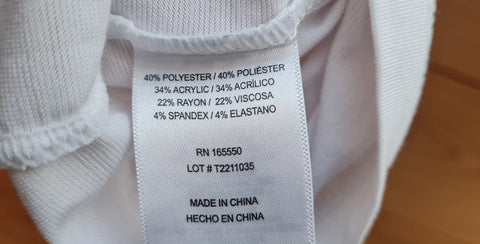 40% POLYESTER / 40% POLIÉSTER
34% ACRYLIC / 34% ACRÍLICO
22% RAYON / 22% VISCOSA
4% SPANDEX / 4% ELASTANO
RN 165550
LOT # T2211035
MADE IN CHINA
HECHO EN CHINA